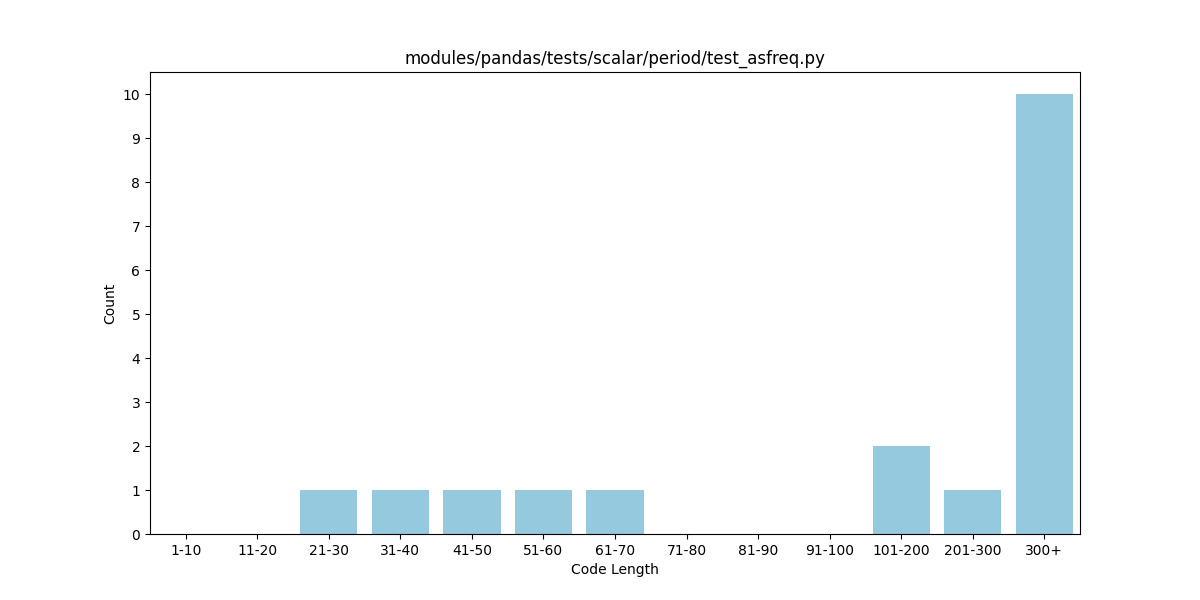 modules/pandas/tests/scalar/period/test_asfreq.py
10
9
8
7
6
5
4
3
2
1
0
Count
1-10 11-20 21-30 31-40 41-50 51-60 61-70 71-80 81-90 91-100 101-200 201-300 300+
Code Length